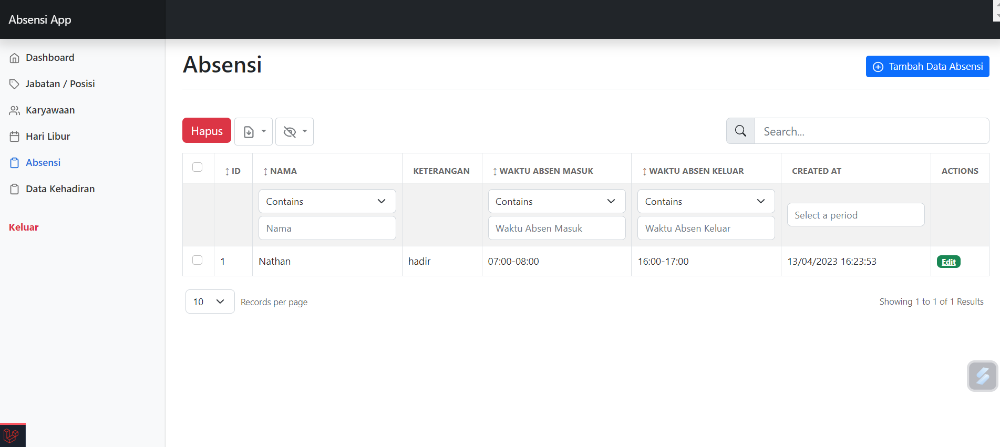 Absensi App
Dashboard
Jabatan / Posisi
Karyawaan
Hari Libur
Absensi
Data Kehadiran
Keluar
Absensi
Tambah Data Absensi
Hapus
Search...
ID NAMA KETERANGAN WAKTU ABSEN MASUK WAKTU ABSEN KELUAR CREATED AT ACTIONS
Contains Contains Contains
Select a period
Nama Waktu Absen Masuk Waktu Absen Keluar
1 Nathan hadir 07:00-08:00 16:00-17:00 13/04/2023 16:23:53 Edit
10 Records per page Showing 1 to 1 of 1 Results